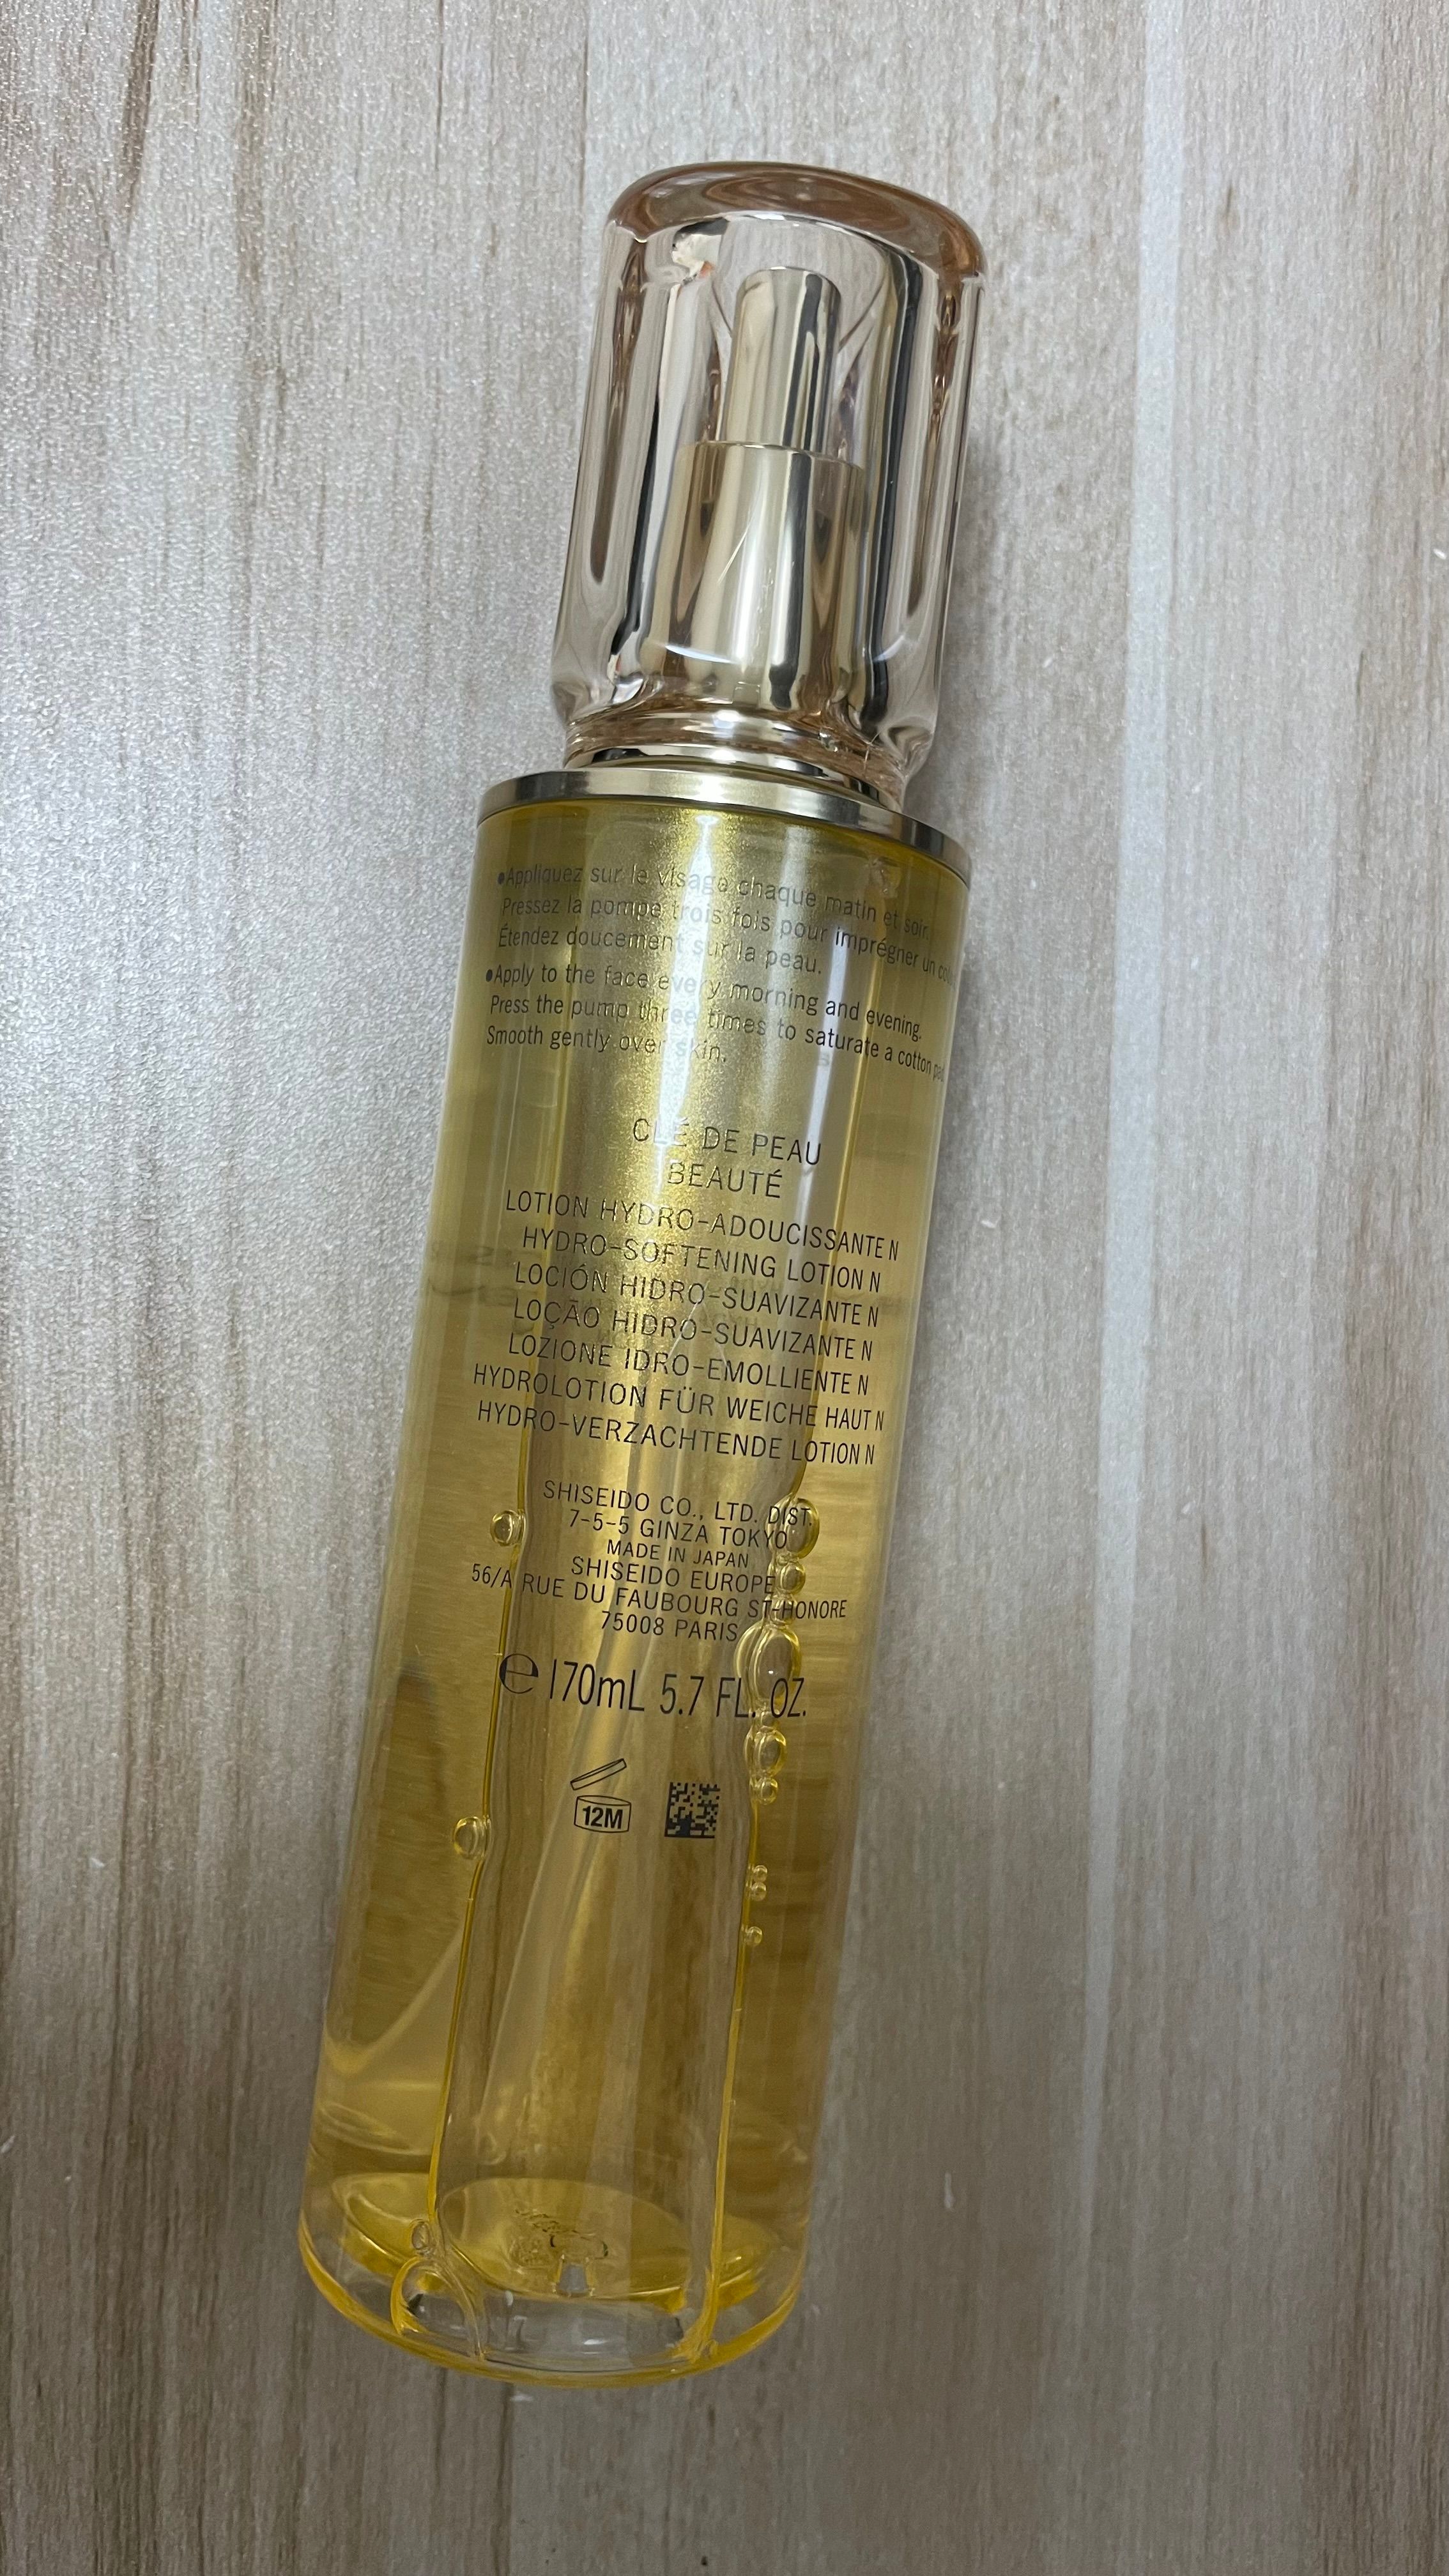 •Appliquez sur le visage chaque matin et soir.
Pressez la pompe trois fois pour imprégner un
Étendez doucement sur la peau.
•Apply to the face every morning and evening.
Press the pump three times to saturate a cotton pad.
Smooth gently over skin.
CLÉ DE PEAU
BEAUTÉ
LOTION HYDRO-ADOUCISSANTE N
HYDRO-SOFTENING LOTION N
LOCIÓN HIDRO-SUAVIZANTE N
LOÇÃO HIDRO-SUAVIZANTE N
LOZIONE IDRO-EMOLLIENTE N
HYDROLOTION FÜR WEICHE HAUT N
HYDRO-VERZACHTENDE LOTION N
SHISEIDO CO., LTD. DIST.
7-5-5 GINZA TOKYO
MADE IN JAPAN
SHISEIDO EUROPE
56/A RUE DU FAUBOURG ST-HONORE
75008 PARIS
℮ 170mL 5.7 FL. OZ.
12M